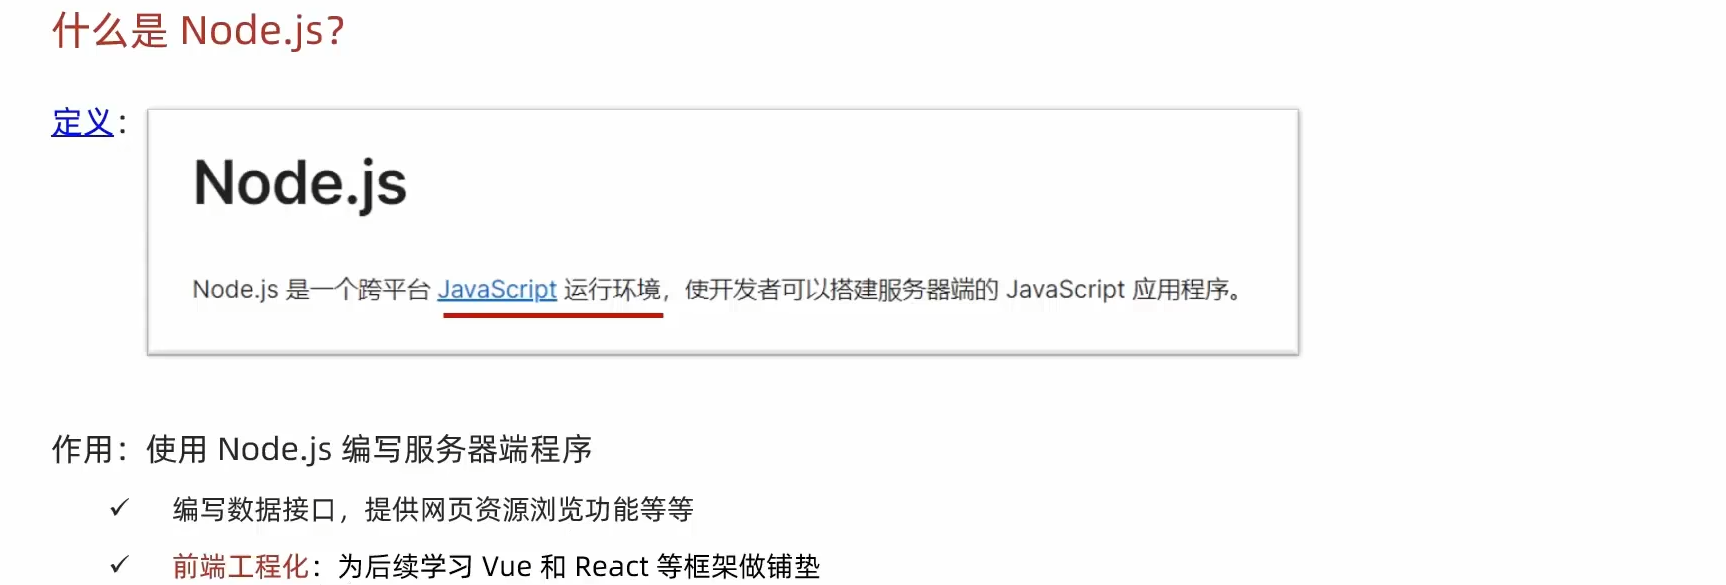 什么是 Node.js?
定义：
Node.js
Node.js 是一个跨平台 JavaScript 运行环境，使开发者可以搭建服务器端的 JavaScript 应用程序。
作用：使用 Node.js 编写服务器端程序
✓ 编写数据接口，提供网页资源浏览功能等等
✓ 前端工程化：为后续学习 Vue 和 React 等框架做铺垫